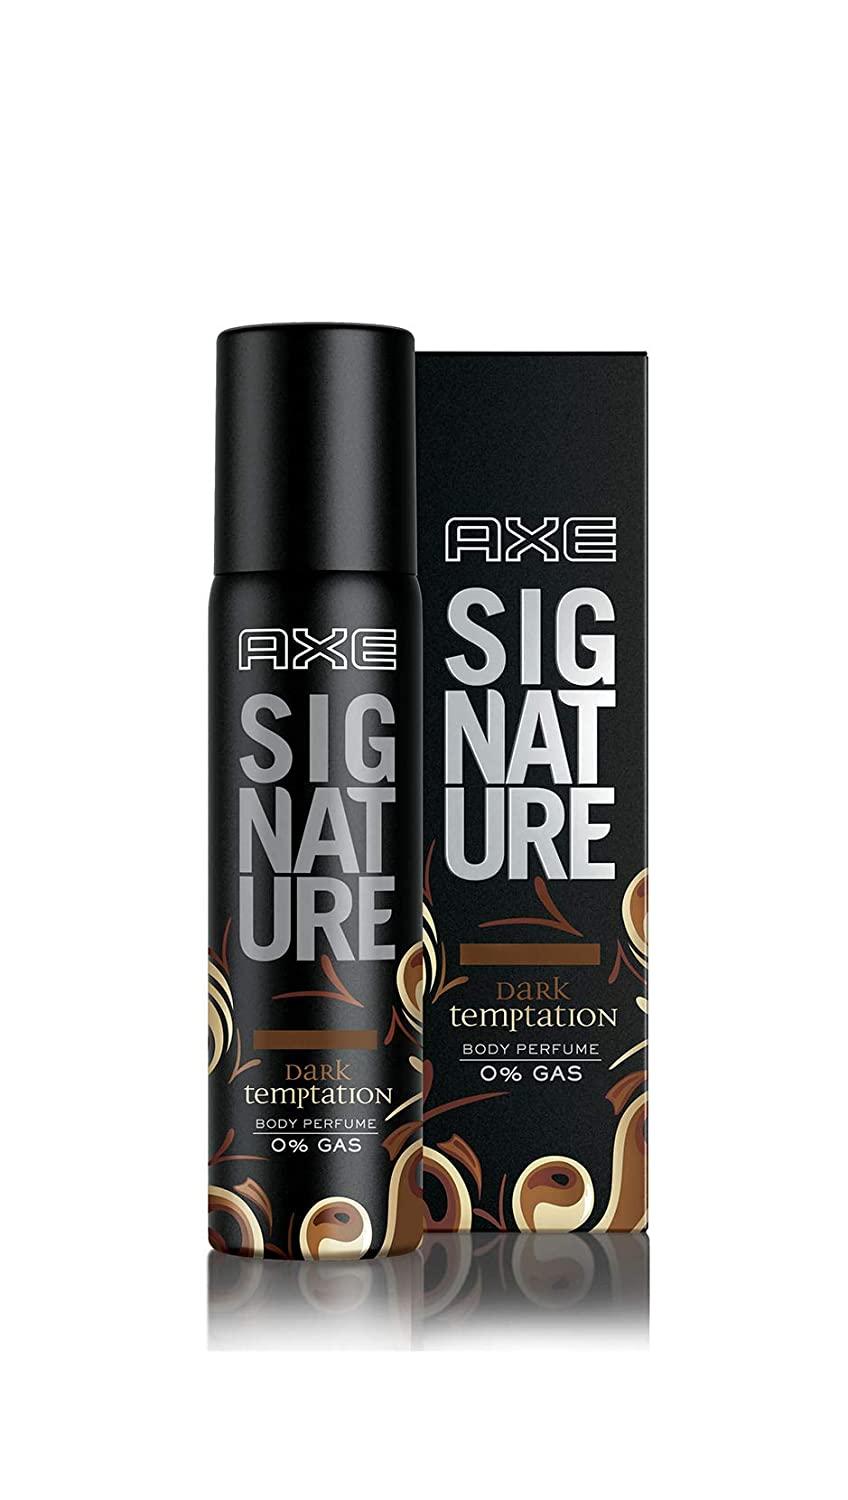 AXE
SIG
NAT
URE
Dark
temptation
BODY PERFUME
0% GAS
AXE
SIG
NAT
URE
Dark
temptation
BODY PERFUME
0% GAS